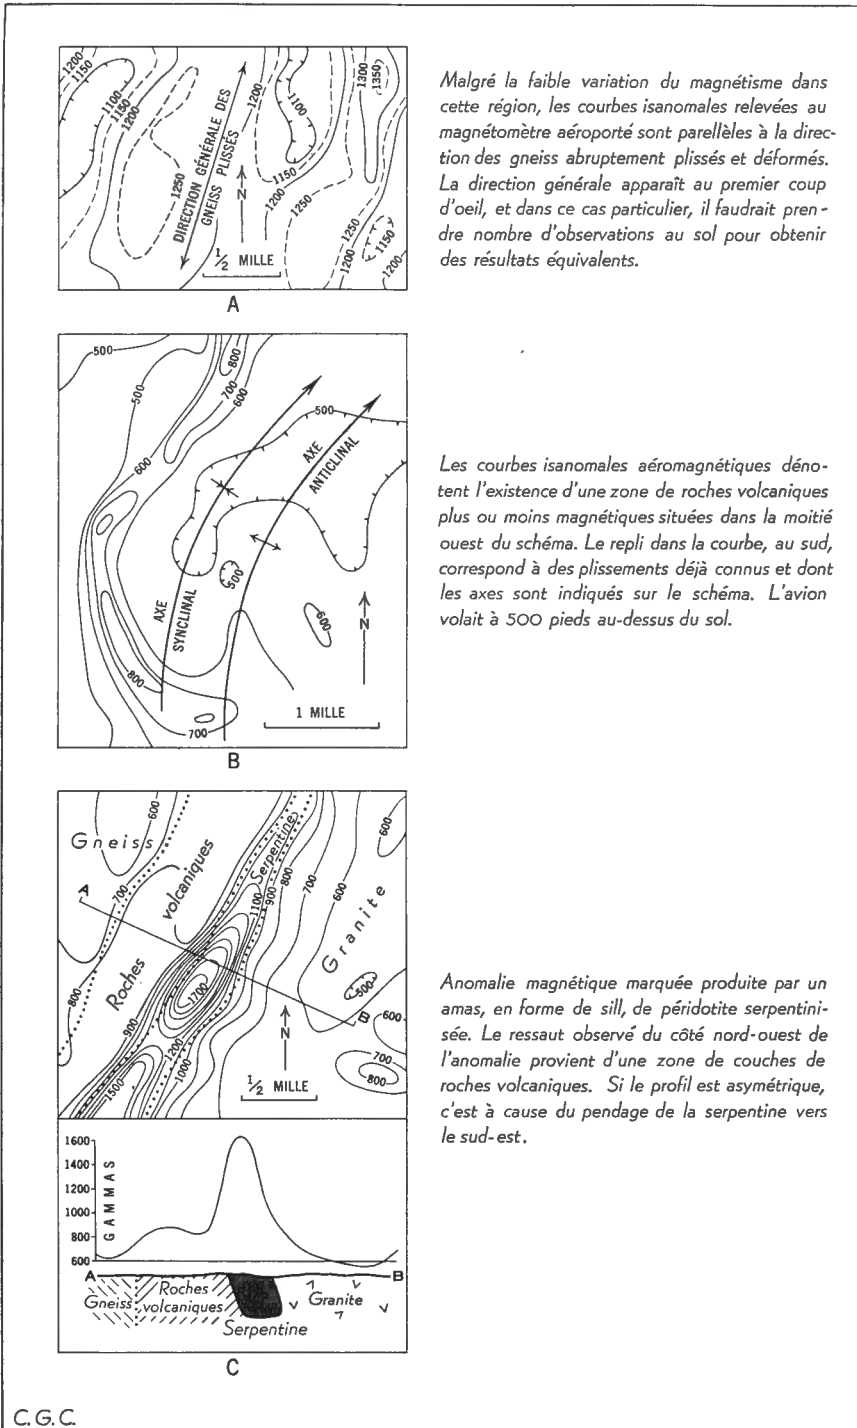 1200
1150
1100
1150
1200
1250
DIRECTION GÉNÉRALE DES
GNEISS PLISSÉS
1200
1100
1150
1200
1250
1300
1350
1250
1200
1150
1200
N
1/2 MILLE
A
Malgré la faible variation du magnétisme dans
cette région, les courbes isanomales relevées au
magnétomètre aéroporté sont parellèles à la direc-
tion des gneiss abruptement plissés et déformés.
La direction générale apparaît au premier coup
d'oeil, et dans ce cas particulier, il faudrait pren-
dre nombre d'observations au sol pour obtenir
des résultats équivalents.
500
500
800
700
600
600
500
AXE
ANTICLINAL
500
AXE
SYNCLINAL
600
800
700
N
1 MILLE
B
Les courbes isanomales aéromagnétiques déno-
tent l'existence d'une zone de roches volcaniques
plus ou moins magnétiques situées dans la moitié
ouest du schéma. Le repli dans la courbe, au sud,
correspond à des plissements déjà connus et dont
les axes sont indiqués sur le schéma. L'avion
volait à 500 pieds au-dessus du sol.
600
Gneiss
700
A
Roches
volcaniques
Serpentine
1100
900
800
700
600
600
Granite
500
B
600
700
800
800
900
1700
1200
1000
1500
N
1/2 MILLE
1600
1400
1200
1000
800
600
GAMMAS
A
B
Gneiss
Roches
volcaniques
Serpentine
Granite
C
Anomalie magnétique marquée produite par un
amas, en forme de sill, de péridotite serpentini-
sée. Le ressaut observé du côté nord-ouest de
l'anomalie provient d'une zone de couches de
roches volcaniques. Si le profil est asymétrique,
c'est à cause du pendage de la serpentine vers
le sud-est.
C.G.C.